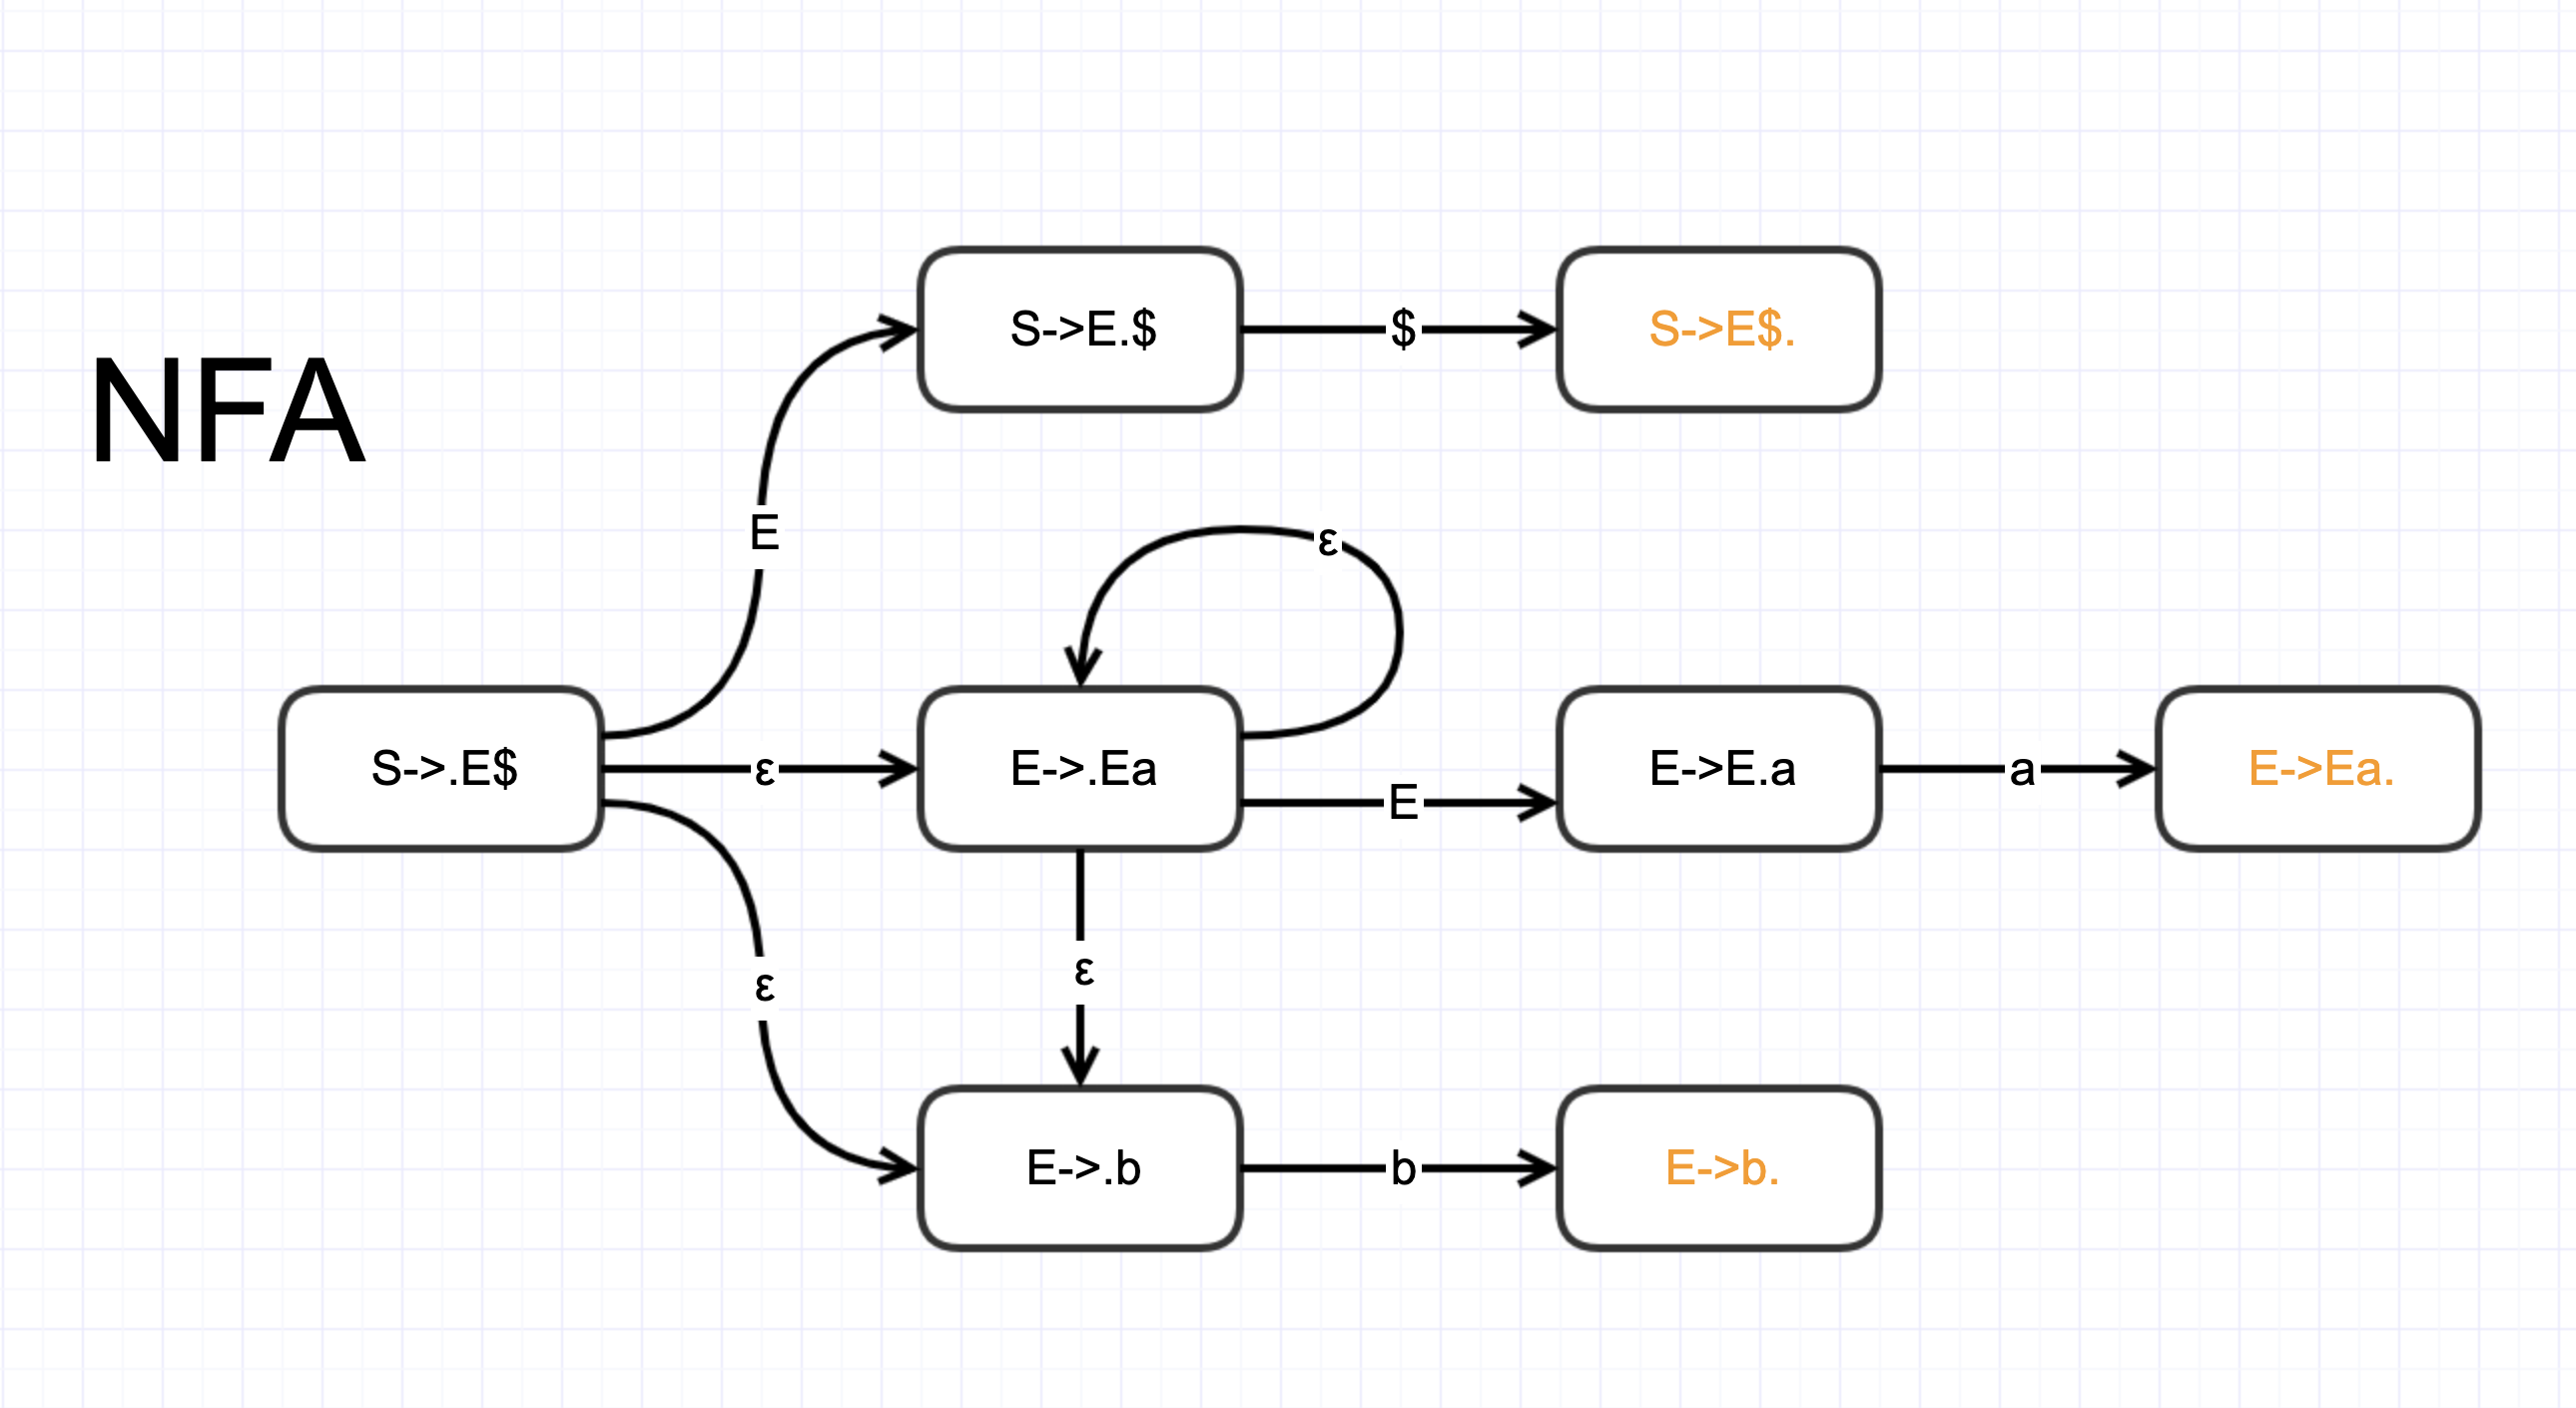 NFA
S->E.$
$
S->E$.
E
ε
S->.E$
ε
E->.Ea
E
E->E.a
a
E->Ea.
ε
ε
E->.b
b
E->b.